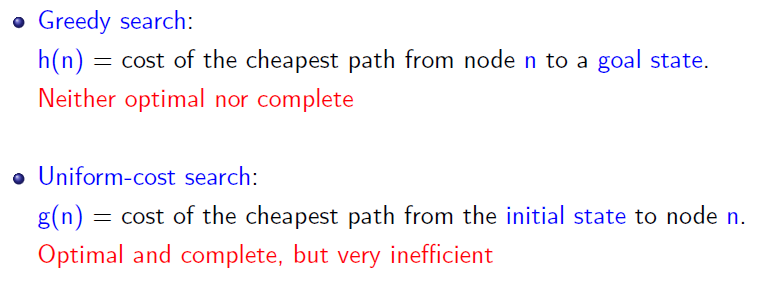 Greedy search:
h(n) = cost of the cheapest path from node n to a goal state.
Neither optimal nor complete
Uniform-cost search:
g(n) = cost of the cheapest path from the initial state to node n.
Optimal and complete, but very inefficient